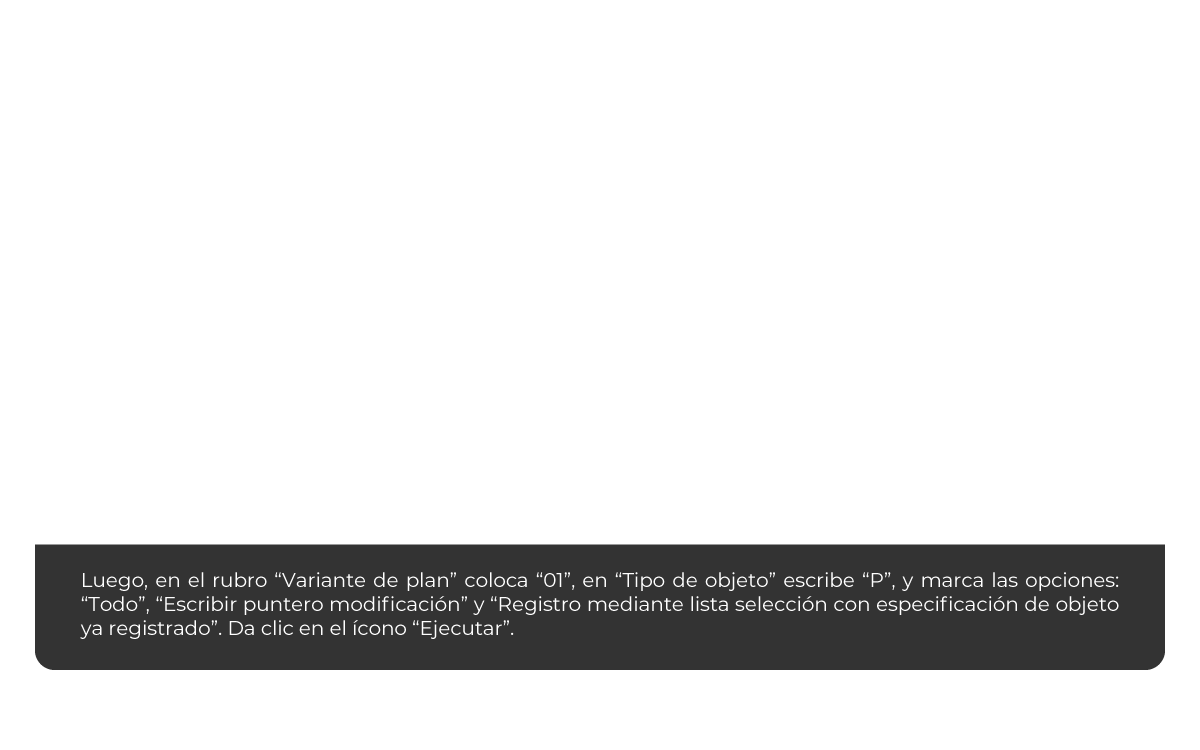 Luego, en el rubro “Variante de plan” coloca “01”, en “Tipo de objeto” escribe “P”, y marca las opciones:
“Todo”, “Escribir puntero modificación” y “Registro mediante lista selección con especificación de objeto
ya registrado”. Da clic en el ícono “Ejecutar”.